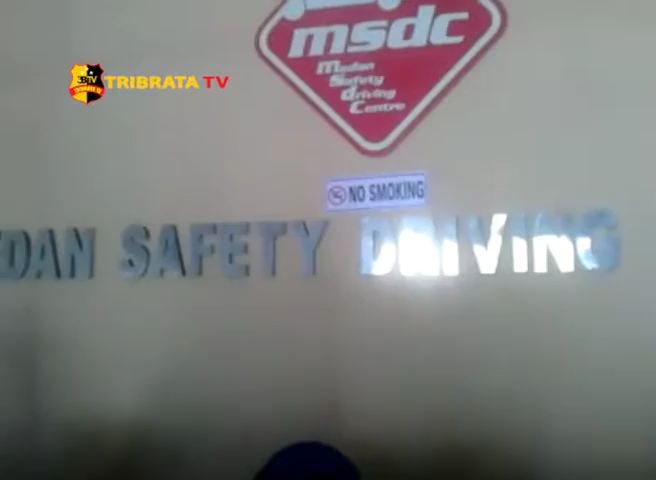 msdc
Medan
Safety
driving
Centre
TRIBRATA TV
NO SMOKING
DAN SAFETY DRIVING